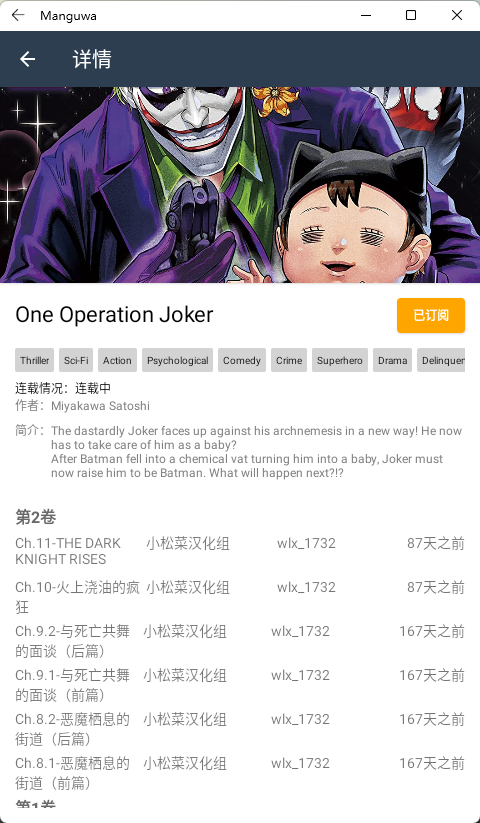 Manguwa
详情
One Operation Joker
已订阅
Thriller Sci-Fi Action Psychological Comedy Crime Superhero Drama Delinquen
连载情况：连载中
作者：Miyakawa Satoshi
简介：The dastardly Joker faces up against his archnemesis in a new way! He now
has to take care of him as a baby?
After Batman fell into a chemical vat turning him into a baby, Joker must
now raise him to be Batman. What will happen next?!?
第2卷
Ch.11-THE DARK 小松菜汉化组 wlx_1732 87天之前
KNIGHT RISES
Ch.10-火上浇油的疯 小松菜汉化组 wlx_1732 87天之前
狂
Ch.9.2-与死亡共舞 小松菜汉化组 wlx_1732 167天之前
的面谈（后篇）
Ch.9.1-与死亡共舞 小松菜汉化组 wlx_1732 167天之前
的面谈（前篇）
Ch.8.2-恶魔栖息的 小松菜汉化组 wlx_1732 167天之前
街道（后篇）
Ch.8.1-恶魔栖息的 小松菜汉化组 wlx_1732 167天之前
街道（前篇）
第1卷